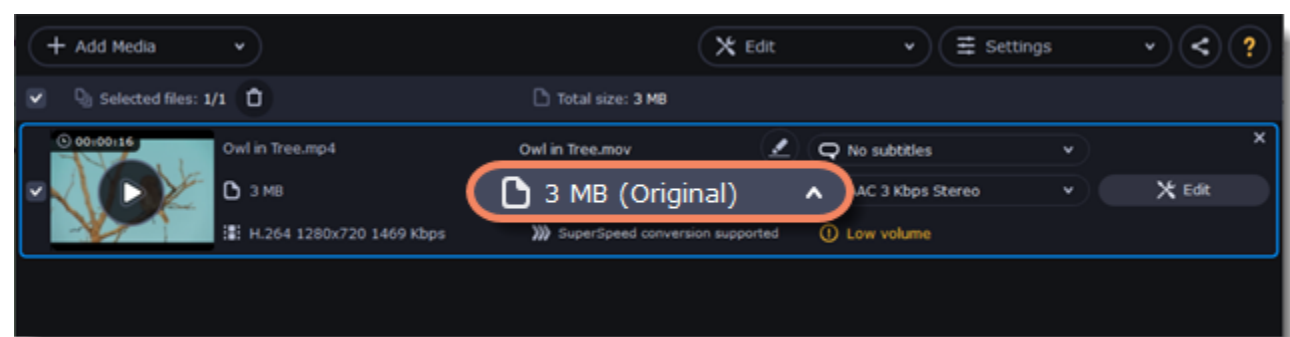 + Add Media
Edit
Settings
?
Selected files: 1/1
Total size: 3 MB
00:00:16
Owl in Tree.mp4
Owl in Tree.mov
No subtitles
3 MB
3 MB (Original)
AAC 3 Kbps Stereo
Edit
H.264 1280x720 1469 Kbps
SuperSpeed conversion supported
Low volume